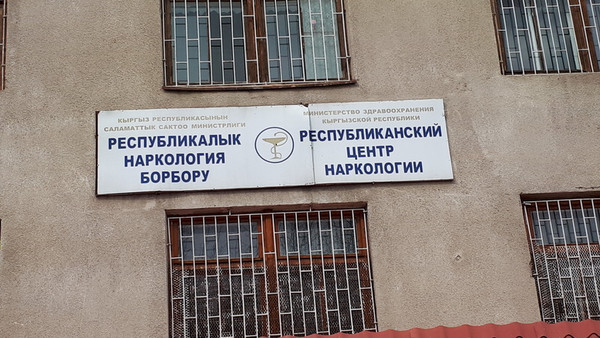 КЫРГЫЗ РЕСПУБЛИКАСЫНЫН
САЛАМАТТЫК САКТОО МИНИСТРЛИГИ
РЕСПУБЛИКАЛЫК
НАРКОЛОГИЯ
БОРБОРУ
МИНИСТЕРСТВО ЗДРАВООХРАНЕНИЯ
КЫРГЫЗСКОЙ РЕСПУБЛИКИ
РЕСПУБЛИКАНСКИЙ
ЦЕНТР
НАРКОЛОГИИ